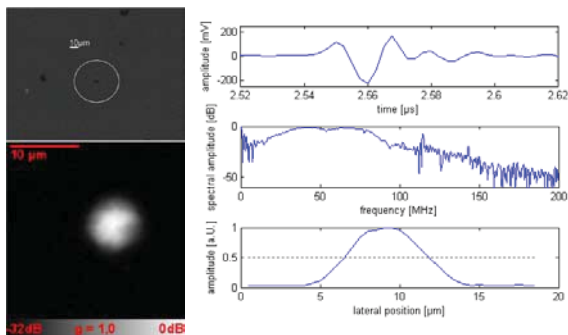 10µm
10 µm
-32dB g = 1.0 0dB
amplitude [mV]
200
0
-200
2.52 2.54 2.56 2.58 2.6 2.62
time [µs]
spectral amplitude [dB]
0
-50
0 50 100 150 200
frequency [MHz]
amplitude [a.U.]
1
0.5
0
0 5 10 15 20
lateral position [µm]